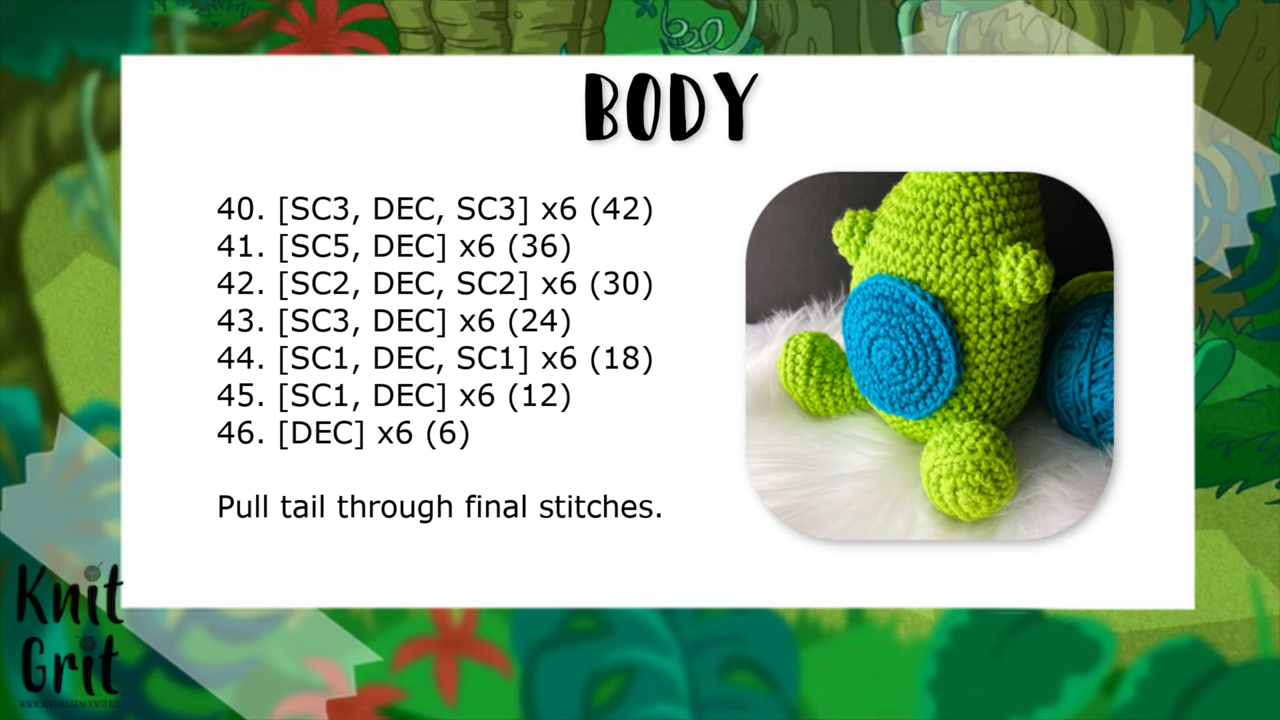 BODY
40. [SC3, DEC, SC3] x6 (42)
41. [SC5, DEC] x6 (36)
42. [SC2, DEC, SC2] x6 (30)
43. [SC3, DEC] x6 (24)
44. [SC1, DEC, SC1] x6 (18)
45. [SC1, DEC] x6 (12)
46. [DEC] x6 (6)
Pull tail through final stitches.
Knit
Grit